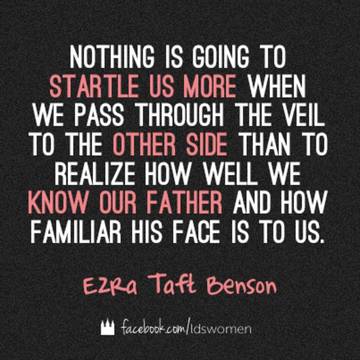 NOTHING IS GOING TO
STARTLE US MORE WHEN
WE PASS THROUGH THE VEIL
TO THE OTHER SIDE THAN TO
REALIZE HOW WELL WE
KNOW OUR FATHER AND HOW
FAMILIAR HIS FACE IS TO US.
EZRa Taft Benson
facebook.com/ldswomen